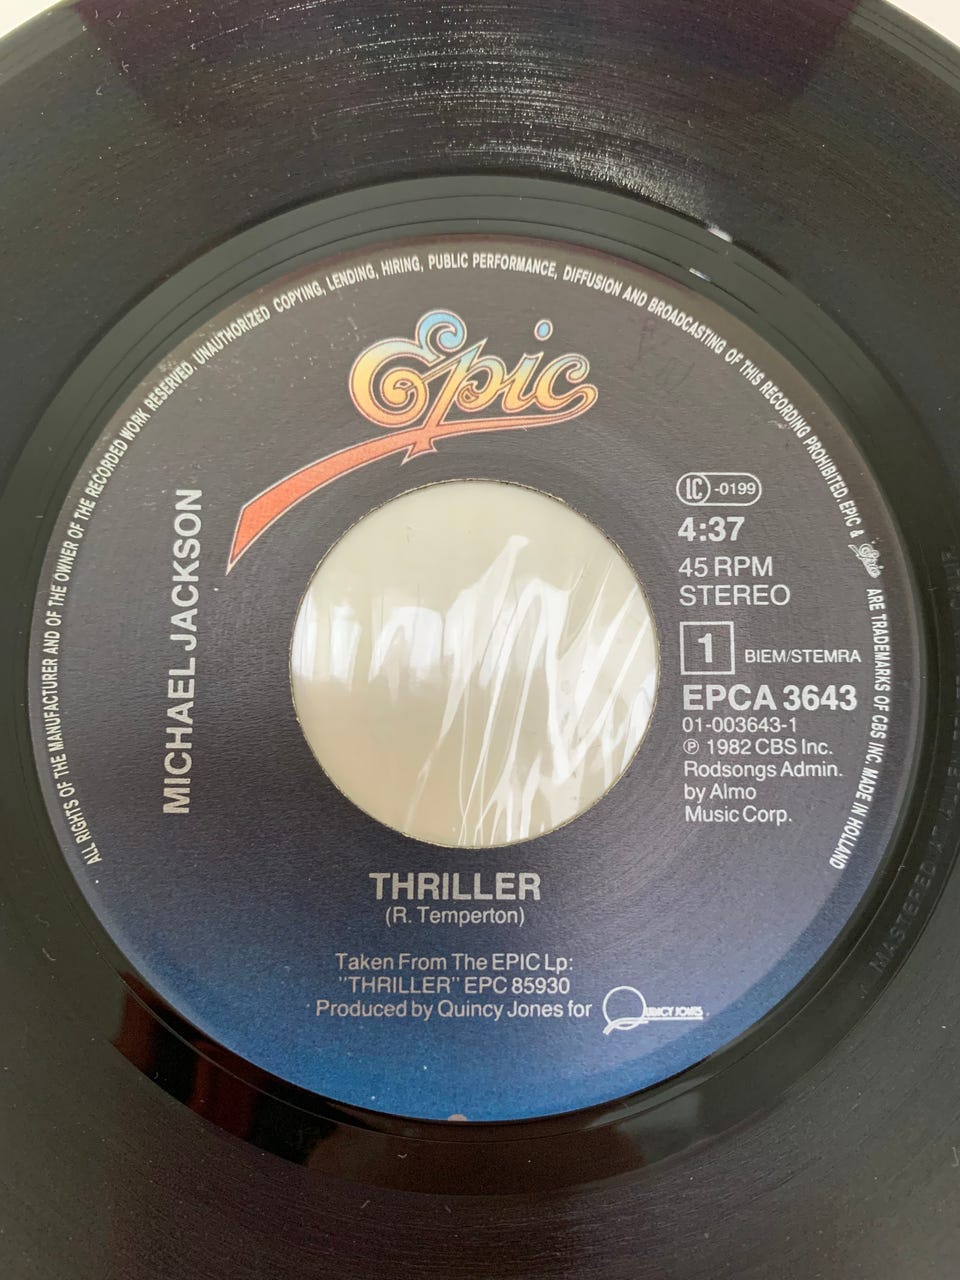 ALL RIGHTS OF THE MANUFACTURER AND OF THE OWNER OF THE RECORDED WORK RESERVED. UNAUTHORIZED COPYING, LENDING, HIRING, PUBLIC PERFORMANCE, DIFFUSION AND BROADCASTING OF THIS RECORDING PROHIBITED. EPIC & Epic ARE TRADEMARKS OF CBS INC. MADE IN HOLLAND
Epic
MICHAEL JACKSON
LC -0199
4:37
45 RPM
STEREO
1 BIEM/STEMRA
EPCA 3643
01-003643-1
℗ 1982 CBS Inc.
Rodsongs Admin.
by Almo
Music Corp.
THRILLER
(R. Temperton)
Taken From The EPIC Lp:
"THRILLER" EPC 85930
Produced by Quincy Jones for QUINCY JONES
MASTERED